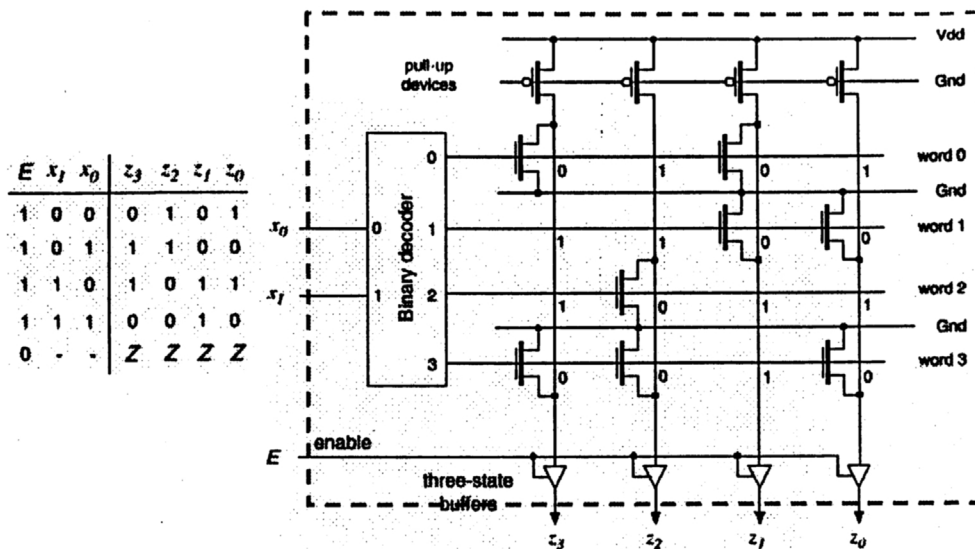 E x1 x0 z3 z2 z1 z0
1 0 0 0 1 0 1
1 0 1 1 1 0 0
1 1 0 1 0 1 1
1 1 1 0 0 1 0
0 - - Z Z Z Z
Vdd
pull-up
devices
Gnd
0 0 1 0 1 word 0
Gnd
x0 0 1 1 1 0 0 word 1
x1 1 2 1 0 1 1 word 2
Binary decoder
Gnd
3 0 0 1 0 word 3
E enable
three-state
buffers
z3 z2 z1 z0